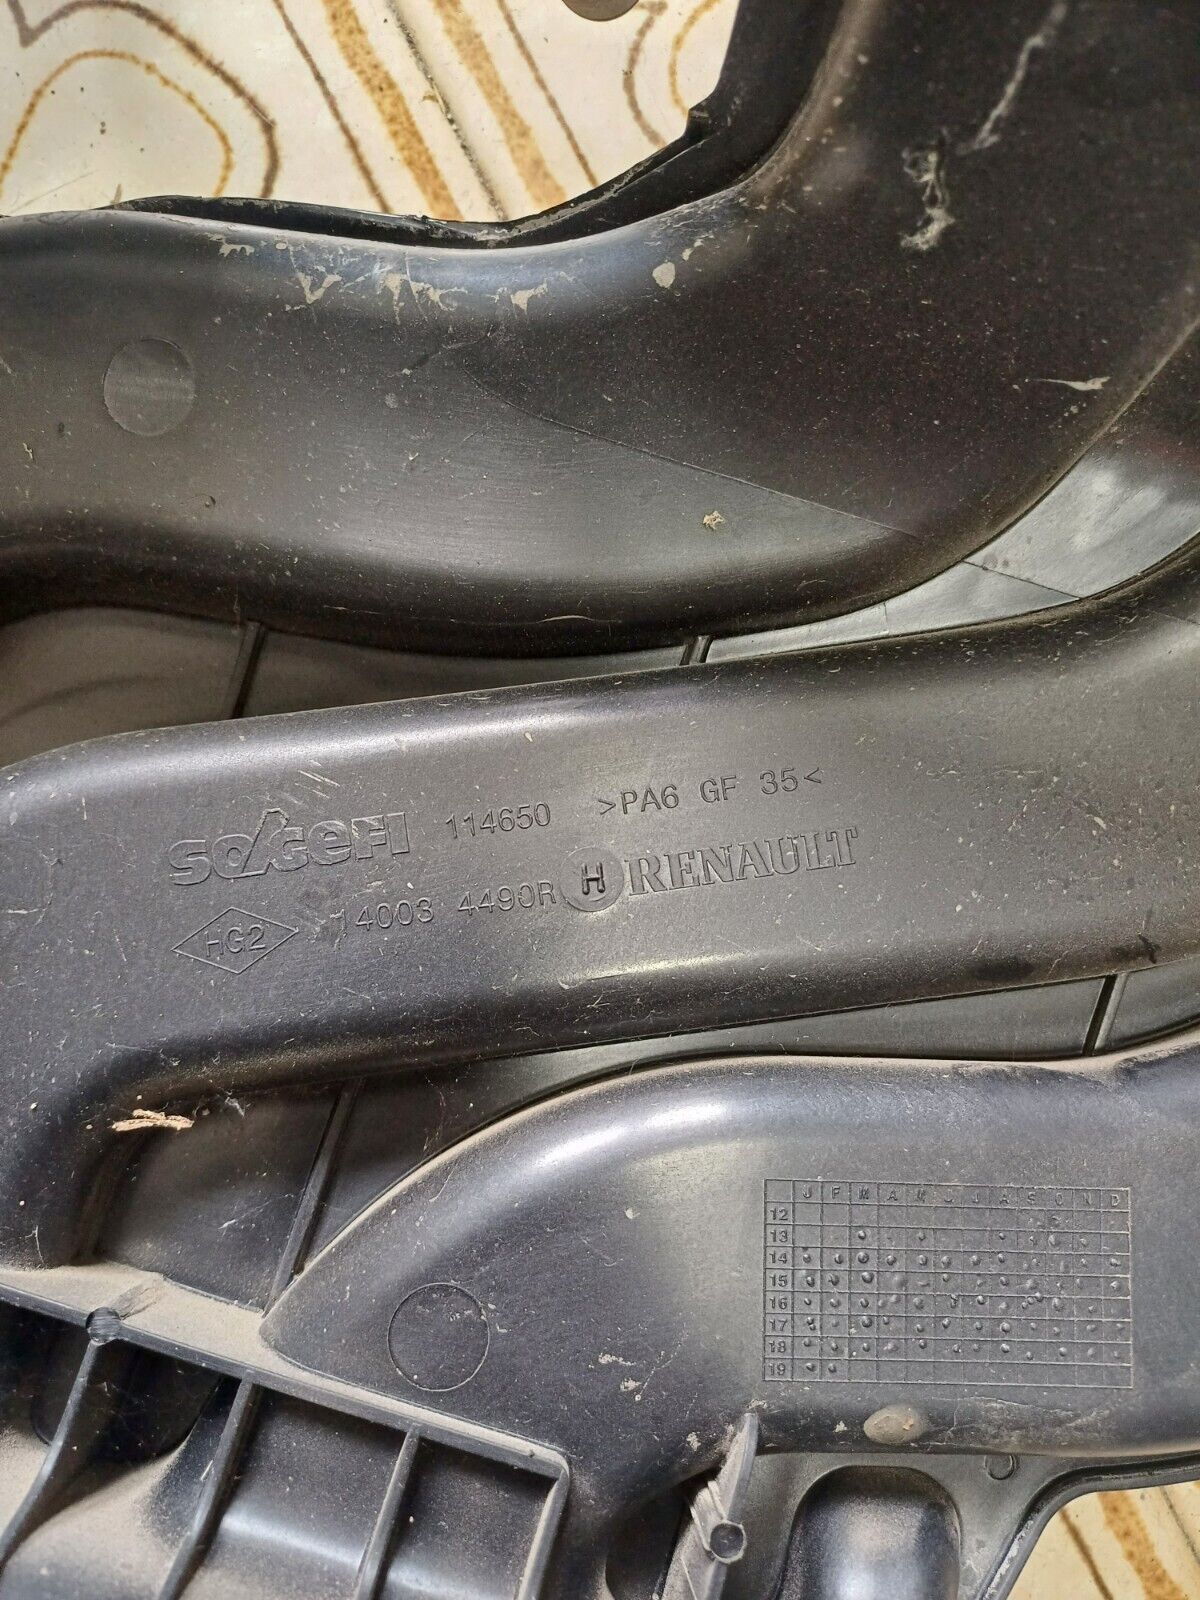 sogefi 114650 >PA6 GF 35<
HG2 14003 4490R H RENAULT
J F M A M J J A S O N D
12
13
14
15
16
17
18
19